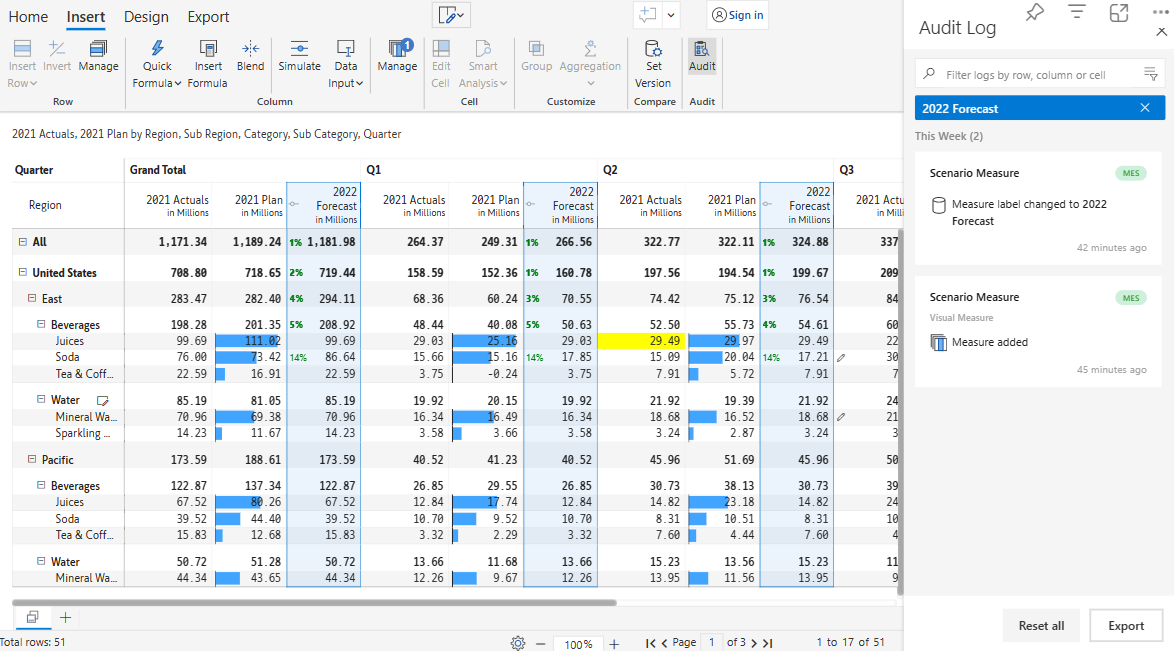 Home Insert Design Export
Sign in
Insert Row Invert Manage
Quick Formula Insert Formula Blend
Simulate Data Input
Manage 1
Edit Cell Smart Analysis
Group Aggregation
Set Version
Audit
Row Column Cell Customize Compare Audit
2021 Actuals, 2021 Plan by Region, Sub Region, Category, Sub Category, Quarter
Quarter Grand Total Q1 Q2 Q3
Region 2021 Actuals in Millions 2021 Plan in Millions 2022 Forecast in Millions 2021 Actuals in Millions 2021 Plan in Millions 2022 Forecast in Millions 2021 Actuals in Millions 2021 Plan in Millions 2022 Forecast in Millions 2021 Actu in Milli
All 1,171.34 1,189.24 1% 1,181.98 264.37 249.31 1% 266.56 322.77 322.11 1% 324.88 337
United States 708.80 718.65 2% 719.44 158.59 152.36 1% 160.78 197.56 194.54 1% 199.67 209
East 283.47 282.40 4% 294.11 68.36 60.24 3% 70.55 74.42 75.12 3% 76.54 84
Beverages 198.28 201.35 5% 208.92 48.44 40.08 5% 50.63 52.50 55.73 4% 54.61 60
Juices 99.69 111.02 99.69 29.03 25.16 29.03 29.49 29.97 29.49 22
Soda 76.00 73.42 14% 86.64 15.66 15.16 14% 17.85 15.09 20.04 14% 17.21 30
Tea & Coff... 22.59 16.91 22.59 3.75 -0.24 3.75 7.91 5.72 7.91 7
Water 85.19 81.05 85.19 19.92 20.15 19.92 21.92 19.39 21.92 24
Mineral Wa... 70.96 69.38 70.96 16.34 16.49 16.34 18.68 16.52 18.68 21
Sparkling ... 14.23 11.67 14.23 3.58 3.66 3.58 3.24 2.87 3.24 3
Pacific 173.59 188.61 173.59 40.52 41.23 40.52 45.96 51.69 45.96 50
Beverages 122.87 137.34 122.87 26.85 29.55 26.85 30.73 38.13 30.73 39
Juices 67.52 80.26 67.52 12.84 17.74 12.84 14.82 23.18 14.82 24
Soda 39.52 44.40 39.52 10.70 9.52 10.70 8.31 10.51 8.31 10
Tea & Coff... 15.83 12.68 15.83 3.32 2.29 3.32 7.60 4.44 7.60 4
Water 50.72 51.28 50.72 13.66 11.68 13.66 15.23 13.56 15.23 11
Mineral Wa... 44.34 43.65 44.34 12.26 9.67 12.26 13.95 11.56 13.95 9
Total rows: 51 100% Page 1 of 3 1 to 17 of 51
Audit Log
Filter logs by row, column or cell
2022 Forecast
This Week (2)
Scenario Measure MES
Measure label changed to 2022
Forecast
42 minutes ago
Scenario Measure MES
Visual Measure
Measure added
45 minutes ago
Reset all Export